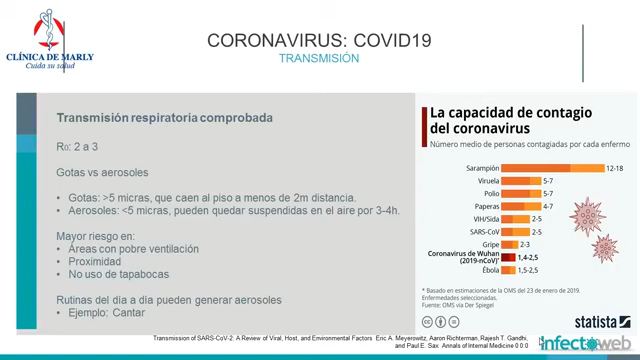 CLÍNICA DE MARLY
Cuida su salud
CORONAVIRUS: COVID19
TRANSMISIÓN
Transmisión respiratoria comprobada
R0: 2 a 3
Gotas vs aerosoles
• Gotas: >5 micras, que caen al piso a menos de 2m distancia.
• Aerosoles: <5 micras, pueden quedar suspendidas en el aire por 3-4h.
Mayor riesgo en:
• Áreas con pobre ventilación
• Proximidad
• No uso de tapabocas
Rutinas del día a día pueden generar aerosoles
• Ejemplo: Cantar
La capacidad de contagio
del coronavirus
Número medio de personas contagiadas por cada enfermo
Sarampión 12-18
Viruela 5-7
Polio 5-7
Paperas 4-7
VIH/Sida 2-5
SARS-CoV 2-5
Gripe 2-3
Coronavirus de Wuhan
(2019-nCoV)* 1,4-2,5
Ébola 1,5-2,5
* Basado en estimaciones de la OMS del 23 de enero de 2019.
Enfermedades seleccionadas.
Fuente: OMS vía Der Spiegel
statista
Transmission of SARS-CoV-2: A Review of Viral, Host, and Environmental Factors Eric A. Meyerowitz, Aaron Richterman, Rajesh T. Gandhi,
and Paul E. Sax Annals of Internal Medicine 0 0:0
infectoweb